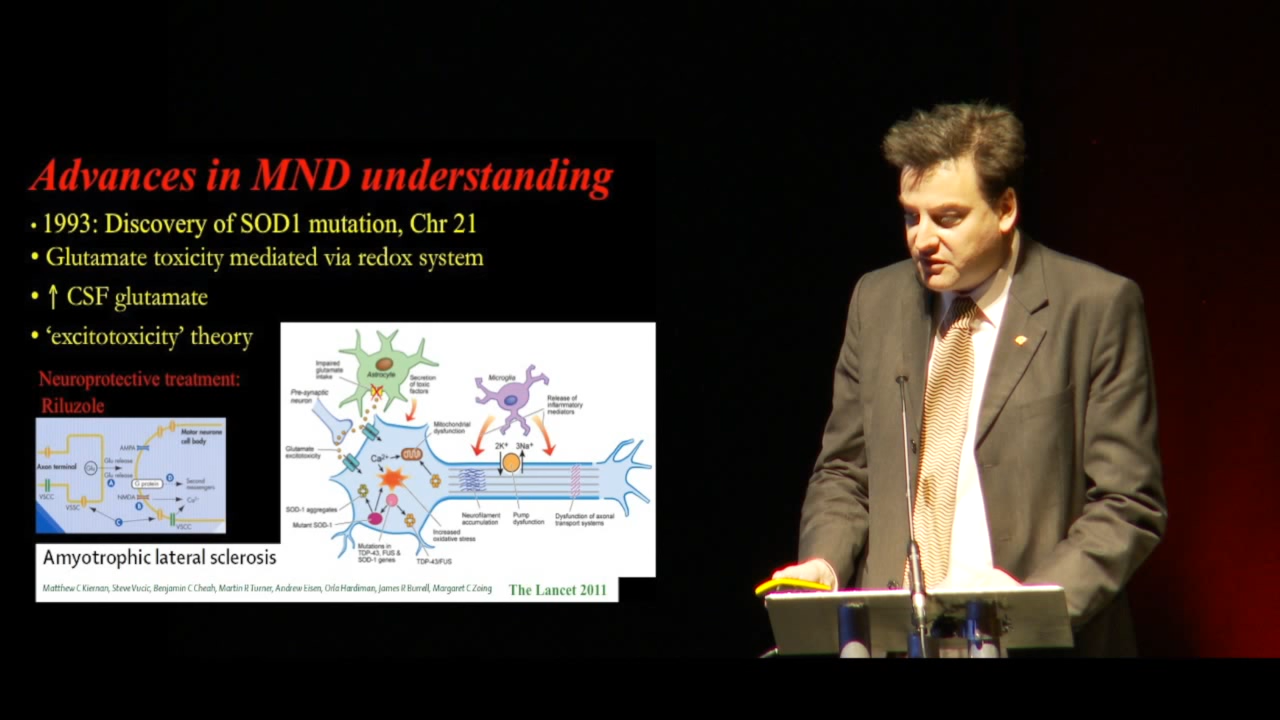 Advances in MND understanding
• 1993: Discovery of SOD1 mutation, Chr 21
• Glutamate toxicity mediated via redox system
• ↑ CSF glutamate
• ‘excitotoxicity’ theory
Neuroprotective treatment:
Riluzole
Motor neurone
cell body
AMPA
Axon terminal
Glu
Glu release
Glu release
A
G protein
D
Second
messengers
NMDA
B
Ca²⁺
VSCC
VSSC
C
VSCC
Impaired
glutamate
intake
Astrocyte
Secretion
of toxic
factors
Microglia
Release of
inflammatory
mediators
Pre-synaptic
neuron
Mitochondrial
dysfunction
Glutamate
excitotoxicity
Ca²⁺
2K⁺ 3Na⁺
SOD-1 aggregates
Mutant SOD-1
Neurofilament
accumulation
Pump
dysfunction
Dysfunction of axonal
transport systems
Increased
oxidative stress
Mutations in
TDP-43, FUS &
SOD-1 genes
TDP-43/FUS
Amyotrophic lateral sclerosis
Matthew C Kiernan, Steve Vucic, Benjamin C Cheah, Martin R Turner, Andrew Eisen, Orla Hardiman, James R Burrell, Margaret C Zoing
The Lancet 2011